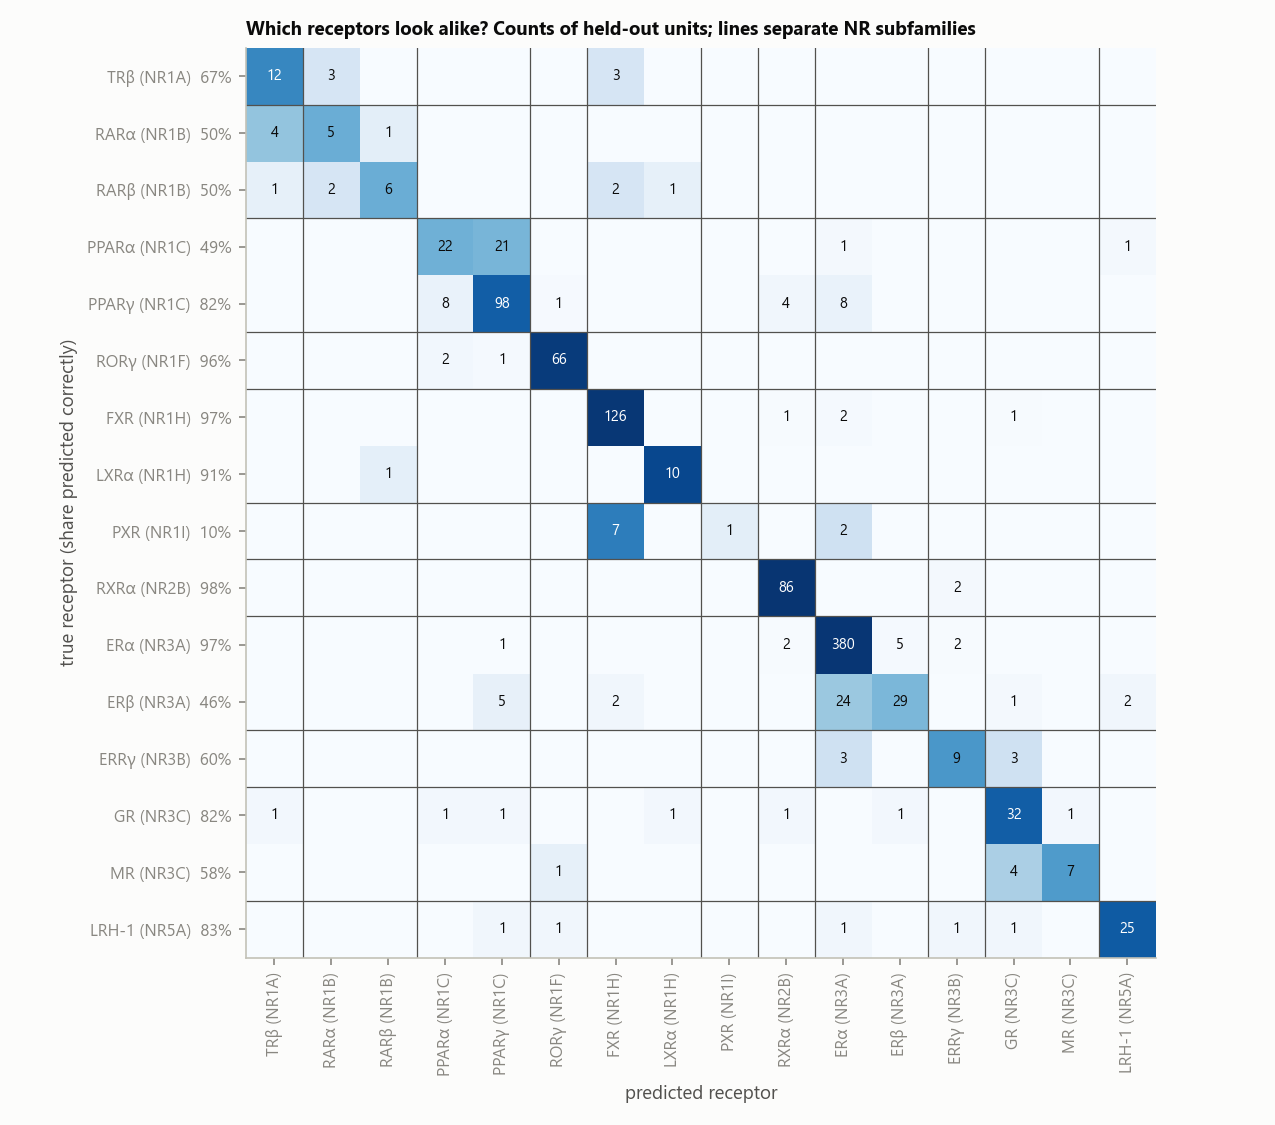 Which receptors look alike? Counts of held-out units; lines separate NR subfamilies
true receptor (share predicted correctly)
TRβ (NR1A) 67% 12 3 3
RARα (NR1B) 50% 4 5 1
RARβ (NR1B) 50% 1 2 6 2 1
PPARα (NR1C) 49% 22 21 1 1
PPARγ (NR1C) 82% 8 98 1 4 8
RORγ (NR1F) 96% 2 1 66
FXR (NR1H) 97% 126 1 2 1
LXRα (NR1H) 91% 1 10
PXR (NR1I) 10% 7 1 2
RXRα (NR2B) 98% 86 2
ERα (NR3A) 97% 1 2 380 5 2
ERβ (NR3A) 46% 5 2 24 29 1 2
ERRγ (NR3B) 60% 3 9 3
GR (NR3C) 82% 1 1 1 1 1 1 32 1
MR (NR3C) 58% 1 4 7
LRH-1 (NR5A) 83% 1 1 1 1 1 25
TRβ (NR1A)
RARα (NR1B)
RARβ (NR1B)
PPARα (NR1C)
PPARγ (NR1C)
RORγ (NR1F)
FXR (NR1H)
LXRα (NR1H)
PXR (NR1I)
RXRα (NR2B)
ERα (NR3A)
ERβ (NR3A)
ERRγ (NR3B)
GR (NR3C)
MR (NR3C)
LRH-1 (NR5A)
predicted receptor